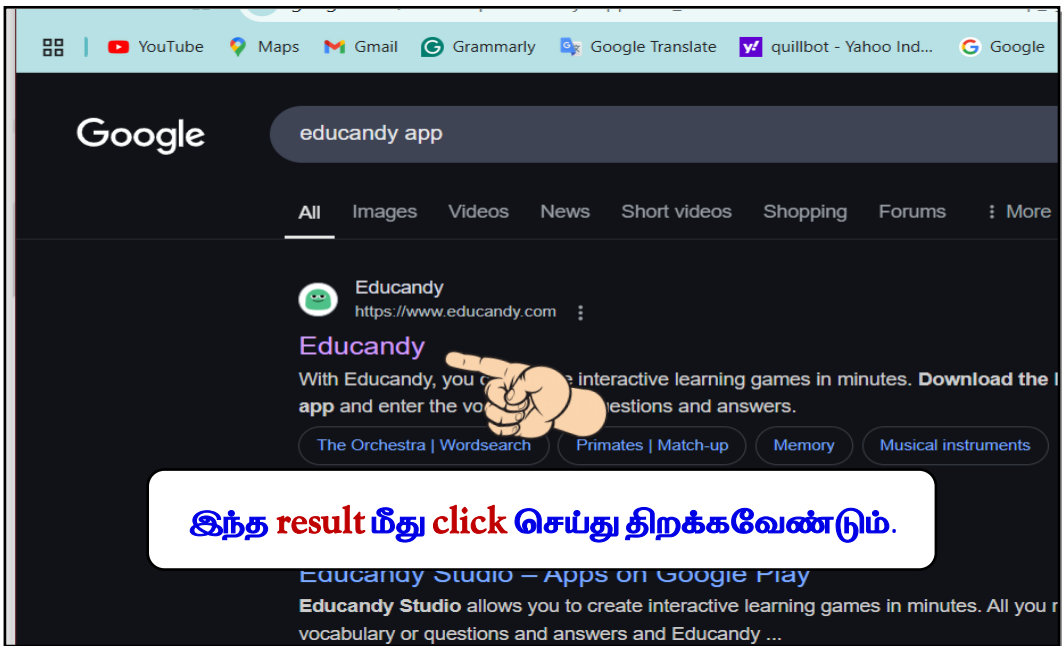 YouTube Maps Gmail Grammarly Google Translate quillbot - Yahoo Ind... Google
Google educandy app
All Images Videos News Short videos Shopping Forums More
Educandy
https://www.educandy.com
Educandy
With Educandy, you interactive learning games in minutes. Download the
app and enter the and answers.
The Orchestra | Wordsearch Primates | Match-up Memory Musical instruments
இந்த result மீது click செய்து திறக்கவேண்டும்.
Educandy Studio – Apps on Google Play
Educandy Studio allows you to create interactive learning games in minutes. All you
vocabulary or questions and answers and Educandy ...